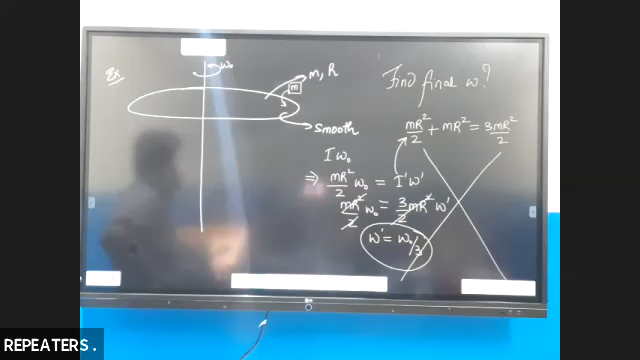 Ex
ω₀
m, R
m
smooth
Find final ω?
mR²/2 + mR² = 3mR²/2
Iω₀
⇒ mR²/2 ω₀ = I'ω'
mR²/2 ω₀ = 3/2 mR² ω'
ω' = ω₀/3
REPEATERS.